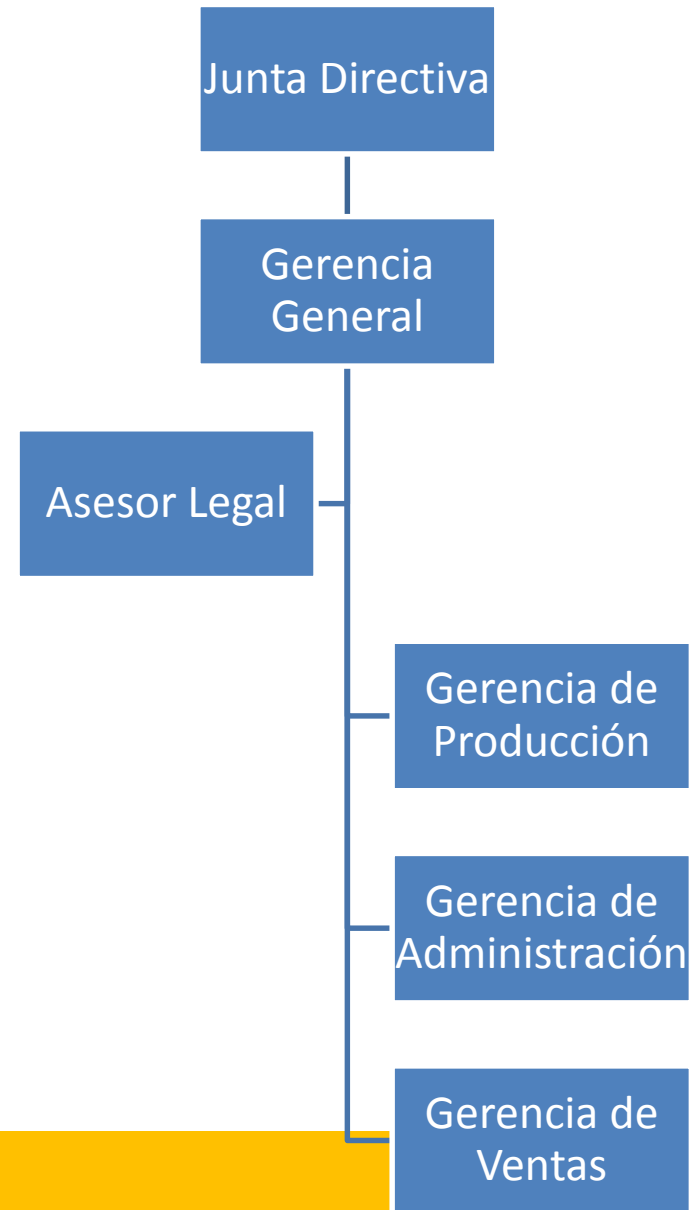 Junta Directiva
Gerencia
General
Asesor Legal
Gerencia de
Producción
Gerencia de
Administración
Gerencia de
Ventas